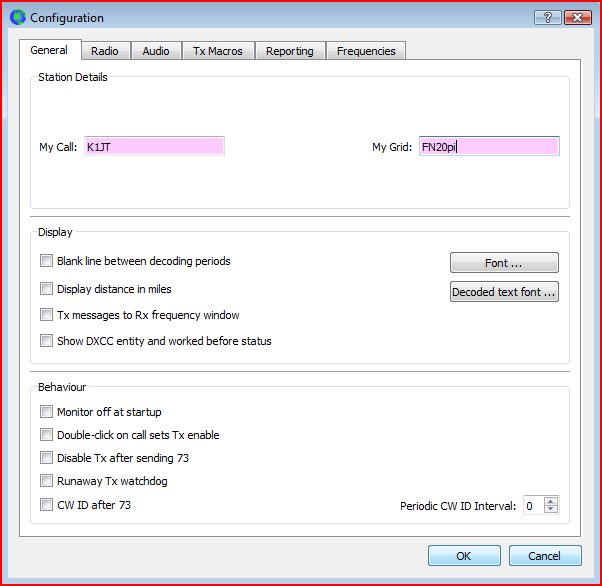 Configuration
General Radio Audio Tx Macros Reporting Frequencies
Station Details
My Call: K1JT My Grid: FN20pi
Display
Blank line between decoding periods Font ...
Display distance in miles Decoded text font ...
Tx messages to Rx frequency window
Show DXCC entity and worked before status
Behaviour
Monitor off at startup
Double-click on call sets Tx enable
Disable Tx after sending 73
Runaway Tx watchdog
CW ID after 73 Periodic CW ID Interval: 0
OK Cancel